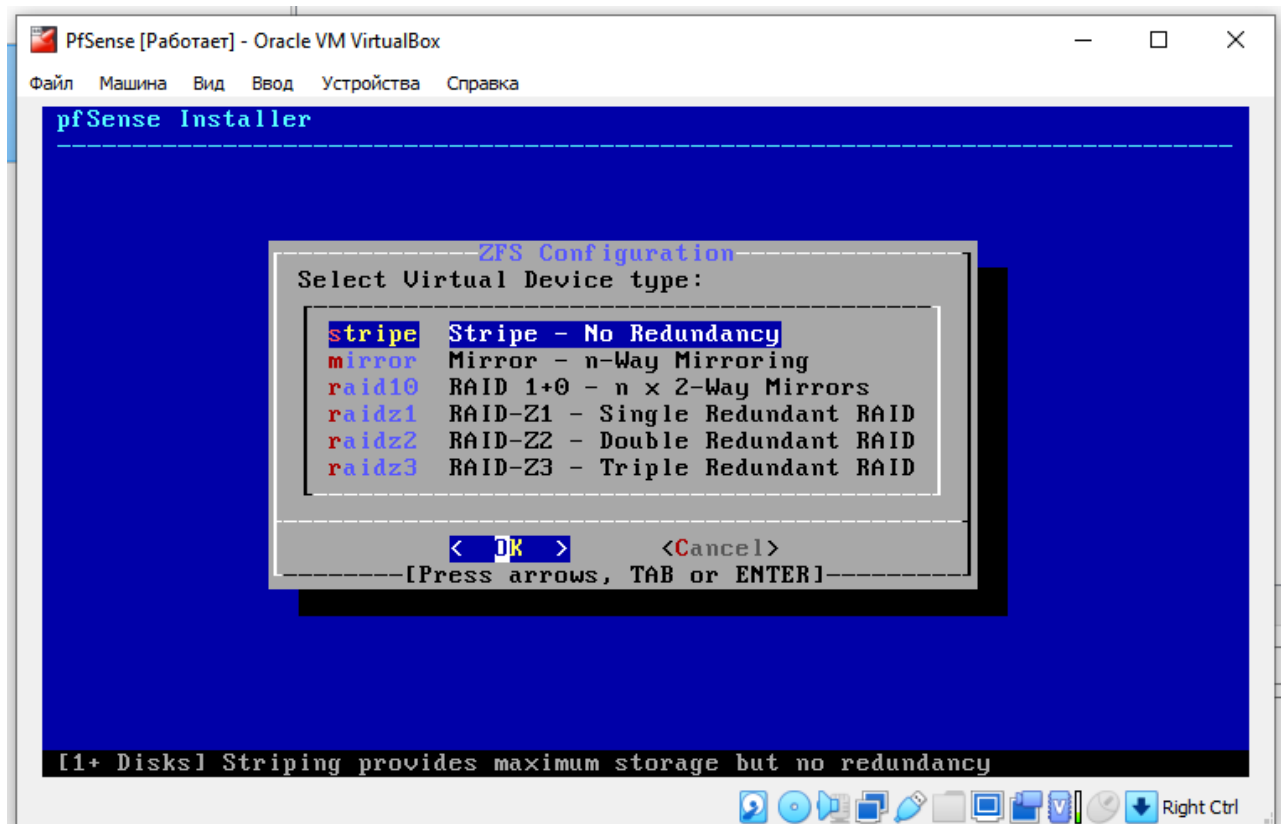 PfSense [Работает] - Oracle VM VirtualBox
Файл Машина Вид Ввод Устройства Справка
pfSense Installer
ZFS Configuration
Select Virtual Device type:
stripe Stripe - No Redundancy
mirror Mirror - n-Way Mirroring
raid10 RAID 1+0 - n x 2-Way Mirrors
raidz1 RAID-Z1 - Single Redundant RAID
raidz2 RAID-Z2 - Double Redundant RAID
raidz3 RAID-Z3 - Triple Redundant RAID
< OK > <Cancel>
[Press arrows, TAB or ENTER]
[1+ Disks] Striping provides maximum storage but no redundancy
Right Ctrl